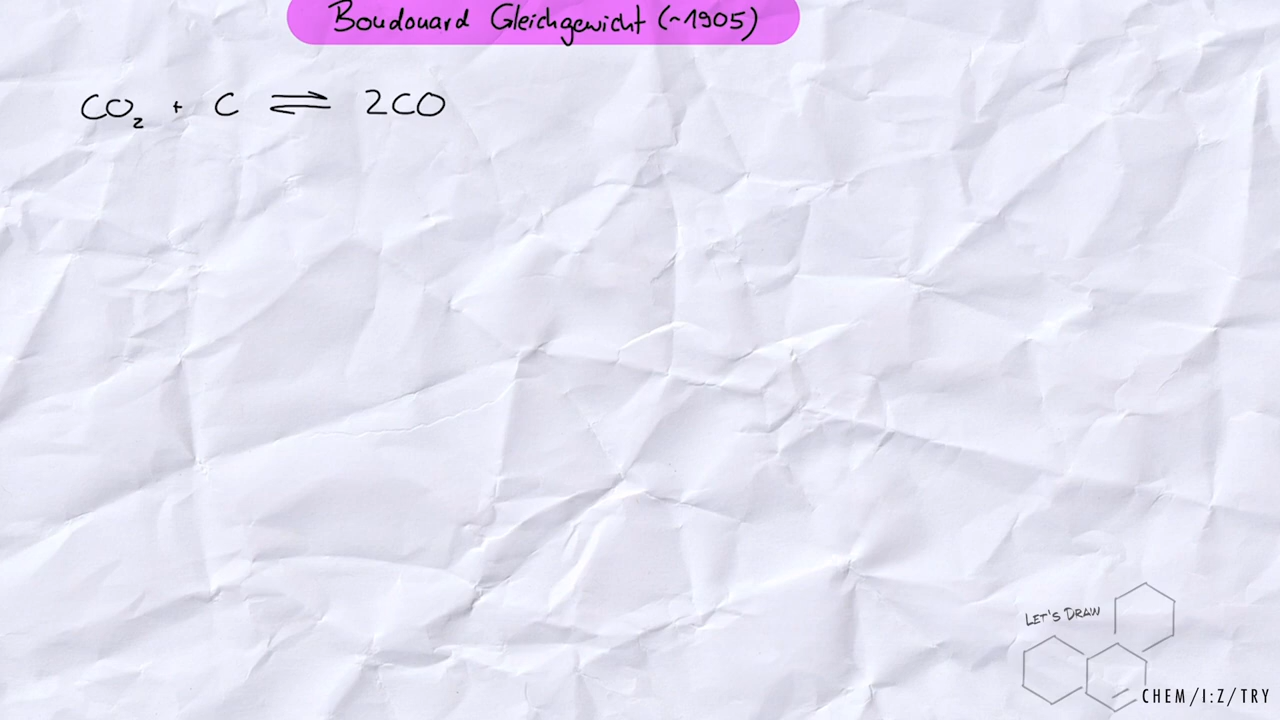 Boudouard Gleichgewicht (~1905)
CO₂ + C ⇌ 2CO
LET'S DRAW
CHEM/I:Z/TRY